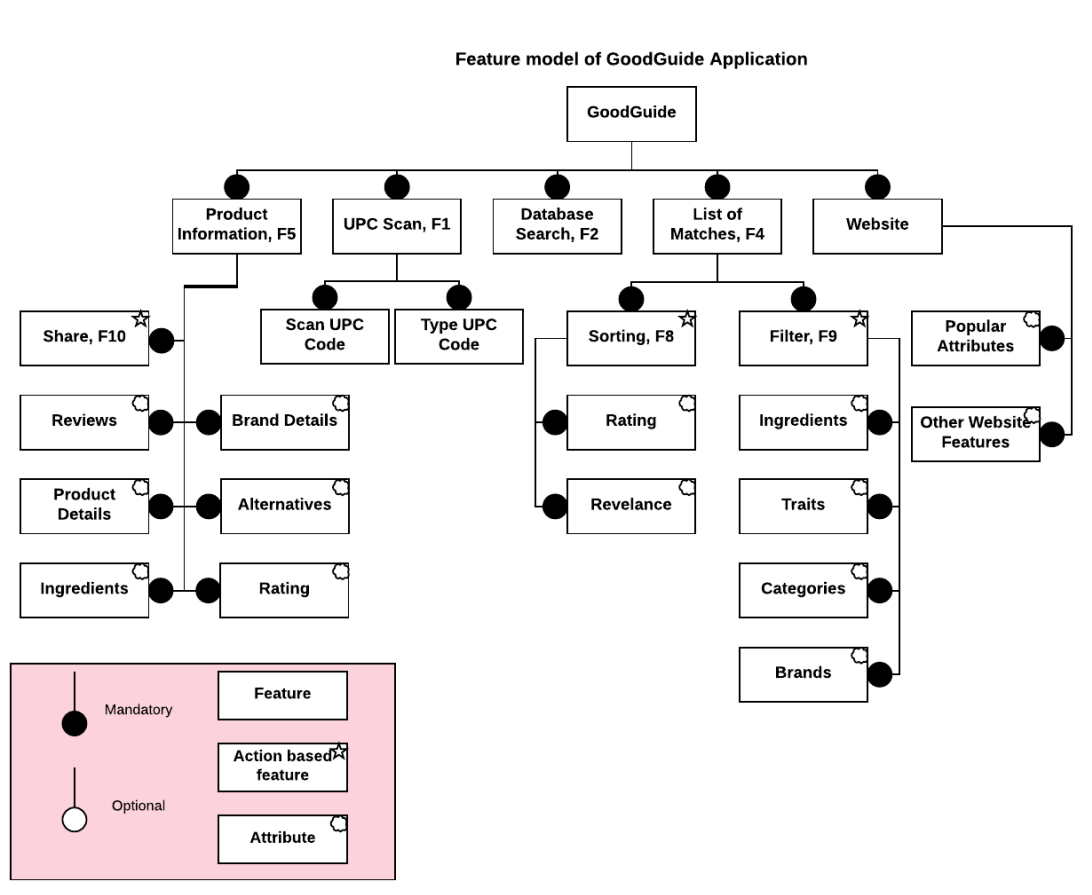 Feature model of GoodGuide Application
GoodGuide
Product
Information, F5
UPC Scan, F1
Database
Search, F2
List of
Matches, F4
Website
Share, F10
Scan UPC
Code
Type UPC
Code
Sorting, F8
Filter, F9
Popular
Attributes
Reviews
Brand Details
Rating
Ingredients
Other Website
Features
Product
Details
Alternatives
Revelance
Traits
Ingredients
Rating
Categories
Brands
Mandatory
Feature
Action based
feature
Optional
Attribute